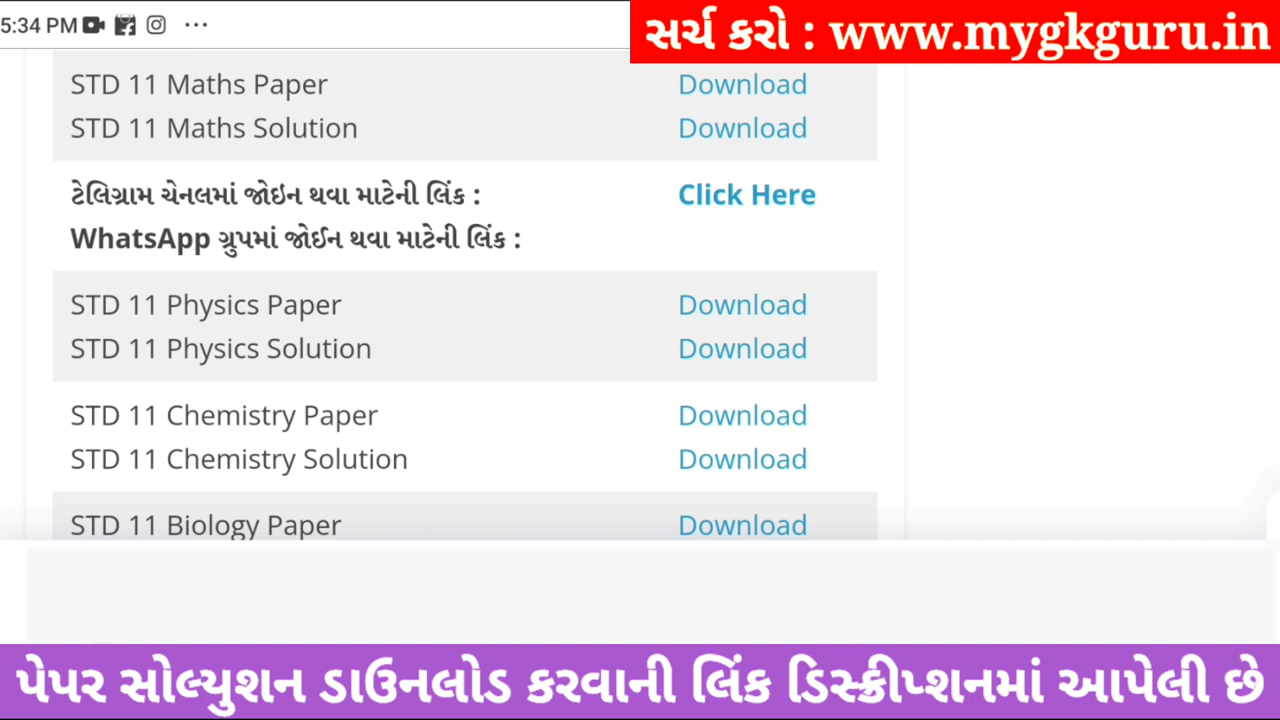 5:34 PM ...
સર્ચ કરો : www.mygkguru.in
STD 11 Maths Paper Download
STD 11 Maths Solution Download
ટેલિગ્રામ ચેનલમાં જોઇન થવા માટેની લિંક : Click Here
WhatsApp ગ્રુપમાં જોઈન થવા માટેની લિંક :
STD 11 Physics Paper Download
STD 11 Physics Solution Download
STD 11 Chemistry Paper Download
STD 11 Chemistry Solution Download
STD 11 Biology Paper Download
પેપર સોલ્યુશન ડાઉનલોડ કરવાની લિંક ડિસ્ક્રીપ્શનમાં આપેલી છે